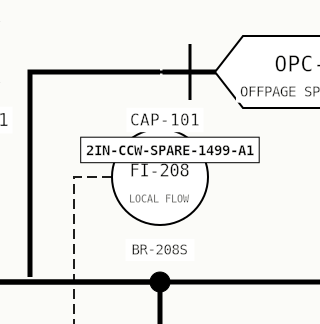 OPC-
OFFPAGE SP
1
CAP-101
2IN-CCW-SPARE-1499-A1
FI-208
LOCAL FLOW
BR-208S